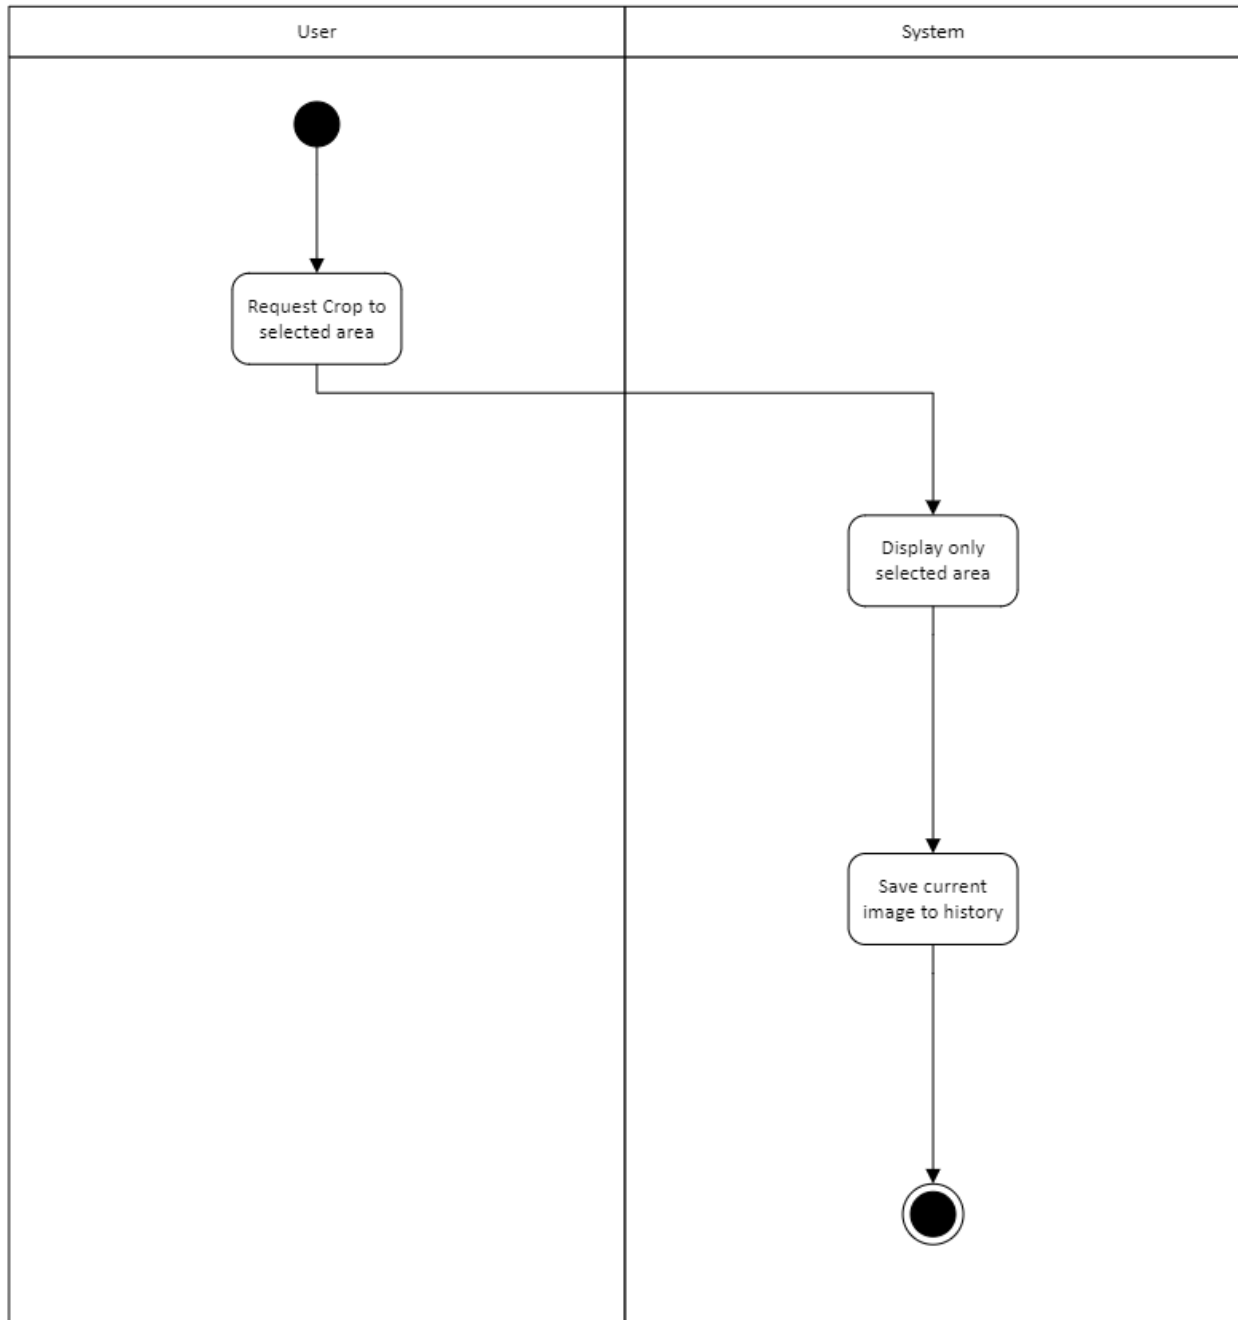 User
System
Request Crop to
selected area
Display only
selected area
Save current
image to history